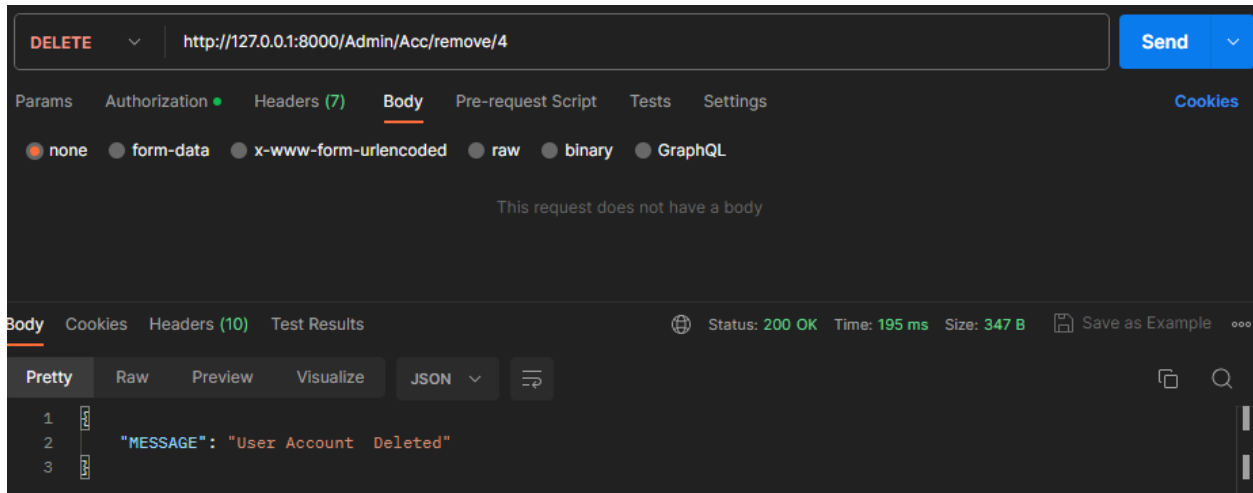 DELETE http://127.0.0.1:8000/Admin/Acc/remove/4 Send
Params Authorization Headers (7) Body Pre-request Script Tests Settings Cookies
none form-data x-www-form-urlencoded raw binary GraphQL
This request does not have a body
Body Cookies Headers (10) Test Results Status: 200 OK Time: 195 ms Size: 347 B Save as Example
Pretty Raw Preview Visualize JSON
1 {
2 "MESSAGE": "User Account  Deleted"
3 }